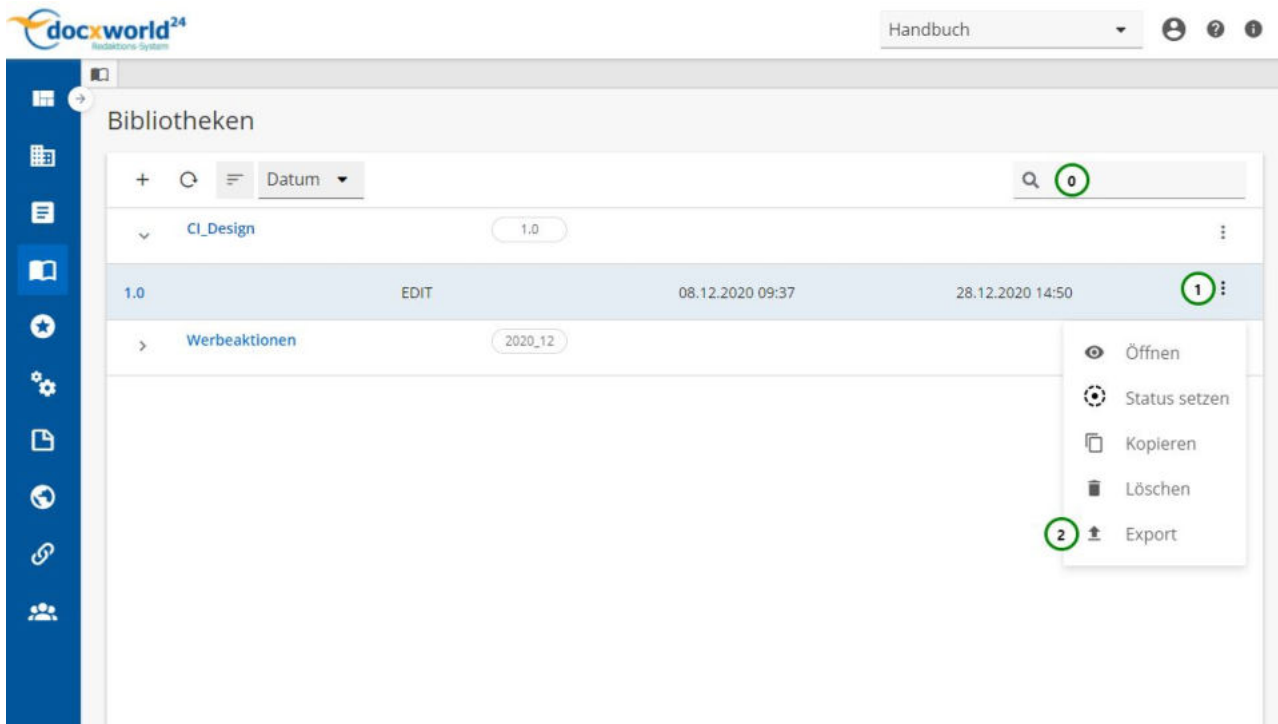 docxworld24
Redaktions-System
Handbuch
Bibliotheken
Datum
0
CI_Design 1.0
1.0 EDIT 08.12.2020 09:37 28.12.2020 14:50 1
Werbeaktionen 2020_12
Öffnen
Status setzen
Kopieren
Löschen
2 Export